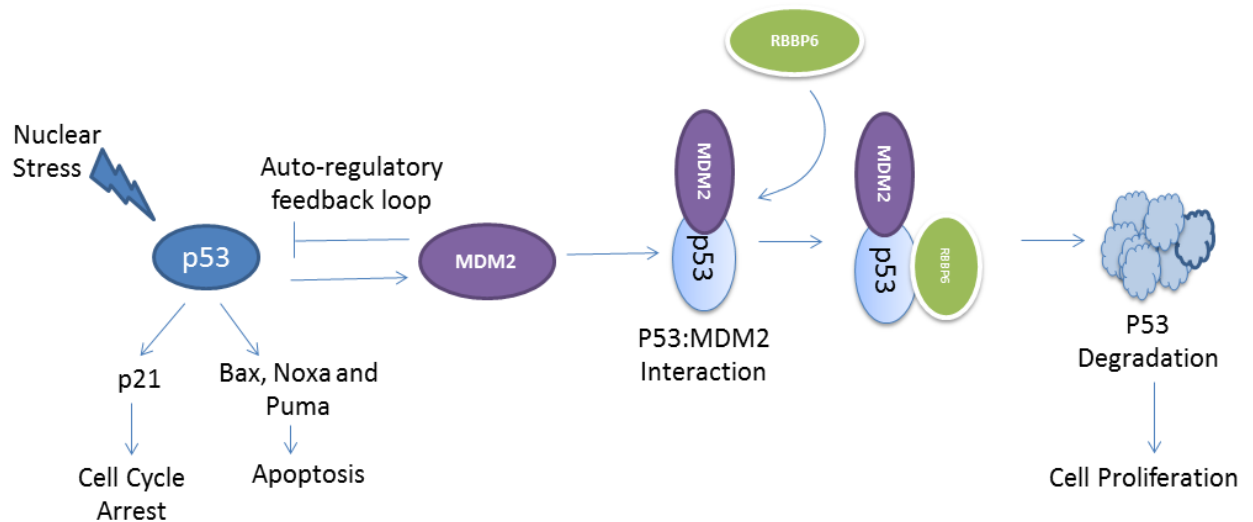 RBBP6
Nuclear
Stress
Auto-regulatory
feedback loop
p53
MDM2
MDM2
p53
P53:MDM2
Interaction
MDM2
p53
RBBP6
P53
Degradation
p21
Bax, Noxa and
Puma
Cell Cycle
Arrest
Apoptosis
Cell Proliferation